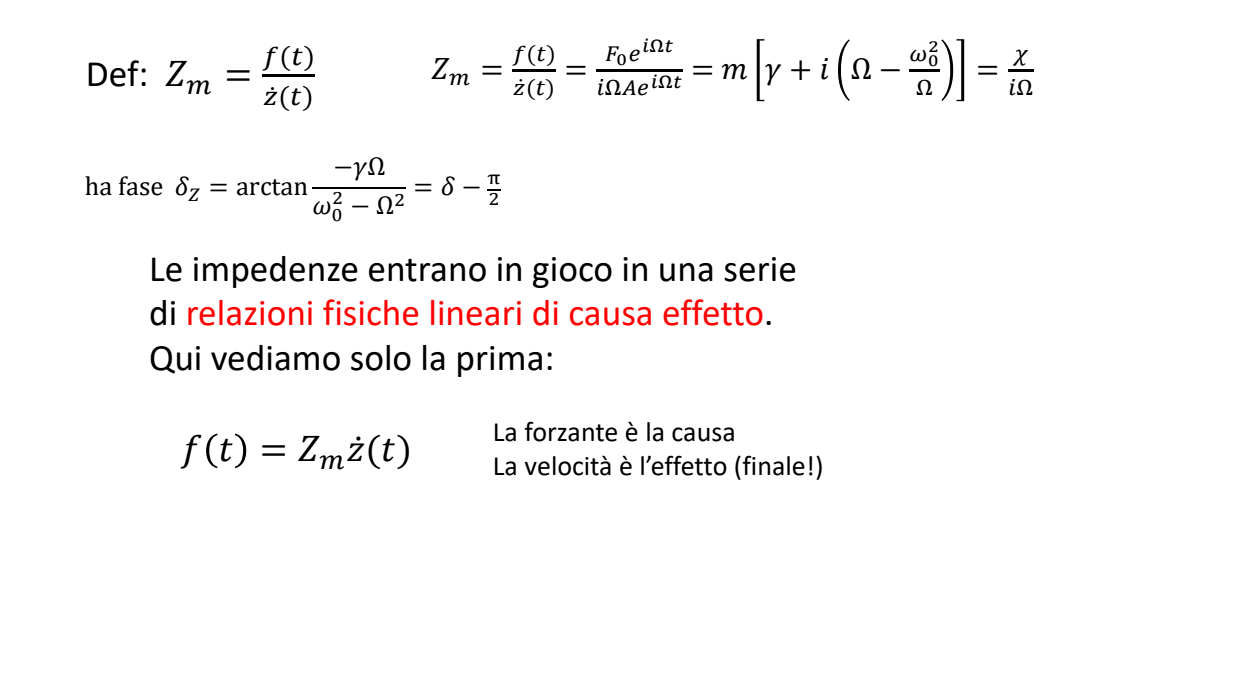 Def: $Z_m = \frac{f(t)}{\dot{z}(t)}$ $Z_m = \frac{f(t)}{\dot{z}(t)} = \frac{F_0 e^{i\Omega t}}{i\Omega A e^{i\Omega t}} = m\left[\gamma + i\left(\Omega - \frac{\omega_0^2}{\Omega}\right)\right] = \frac{\chi}{i\Omega}$
ha fase $\delta_Z = \arctan\frac{-\gamma\Omega}{\omega_0^2 - \Omega^2} = \delta - \frac{\pi}{2}$
Le impedenze entrano in gioco in una serie
di relazioni fisiche lineari di causa effetto.
Qui vediamo solo la prima:
$f(t) = Z_m \dot{z}(t)$
La forzante è la causa
La velocità è l’effetto (finale!)